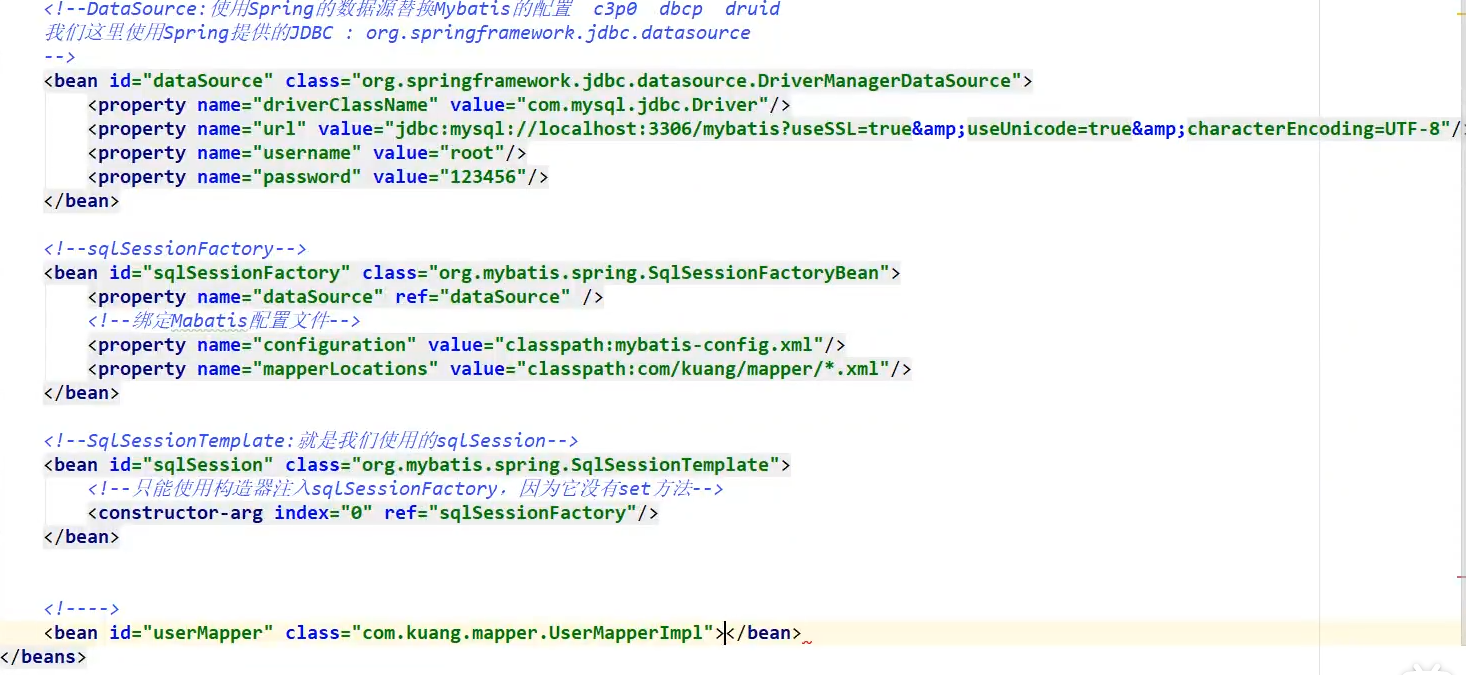 <!--DataSource:使用Spring的数据源替换Mybatis的配置  c3p0  dbcp  druid
我们这里使用Spring提供的JDBC : org.springframework.jdbc.datasource
-->
<bean id="dataSource" class="org.springframework.jdbc.datasource.DriverManagerDataSource">
    <property name="driverClassName" value="com.mysql.jdbc.Driver"/>
    <property name="url" value="jdbc:mysql://localhost:3306/mybatis?useSSL=true&amp;useUnicode=true&amp;characterEncoding=UTF-8"/
    <property name="username" value="root"/>
    <property name="password" value="123456"/>
</bean>
<!--sqlSessionFactory-->
<bean id="sqlSessionFactory" class="org.mybatis.spring.SqlSessionFactoryBean">
    <property name="dataSource" ref="dataSource" />
    <!--绑定Mabatis配置文件-->
    <property name="configuration" value="classpath:mybatis-config.xml"/>
    <property name="mapperLocations" value="classpath:com/kuang/mapper/*.xml"/>
</bean>
<!--SqlSessionTemplate:就是我们使用的sqlSession-->
<bean id="sqlSession" class="org.mybatis.spring.SqlSessionTemplate">
    <!--只能使用构造器注入sqlSessionFactory，因为它没有set方法-->
    <constructor-arg index="0" ref="sqlSessionFactory"/>
</bean>
<!---->
<bean id="userMapper" class="com.kuang.mapper.UserMapperImpl"></bean>
</beans>